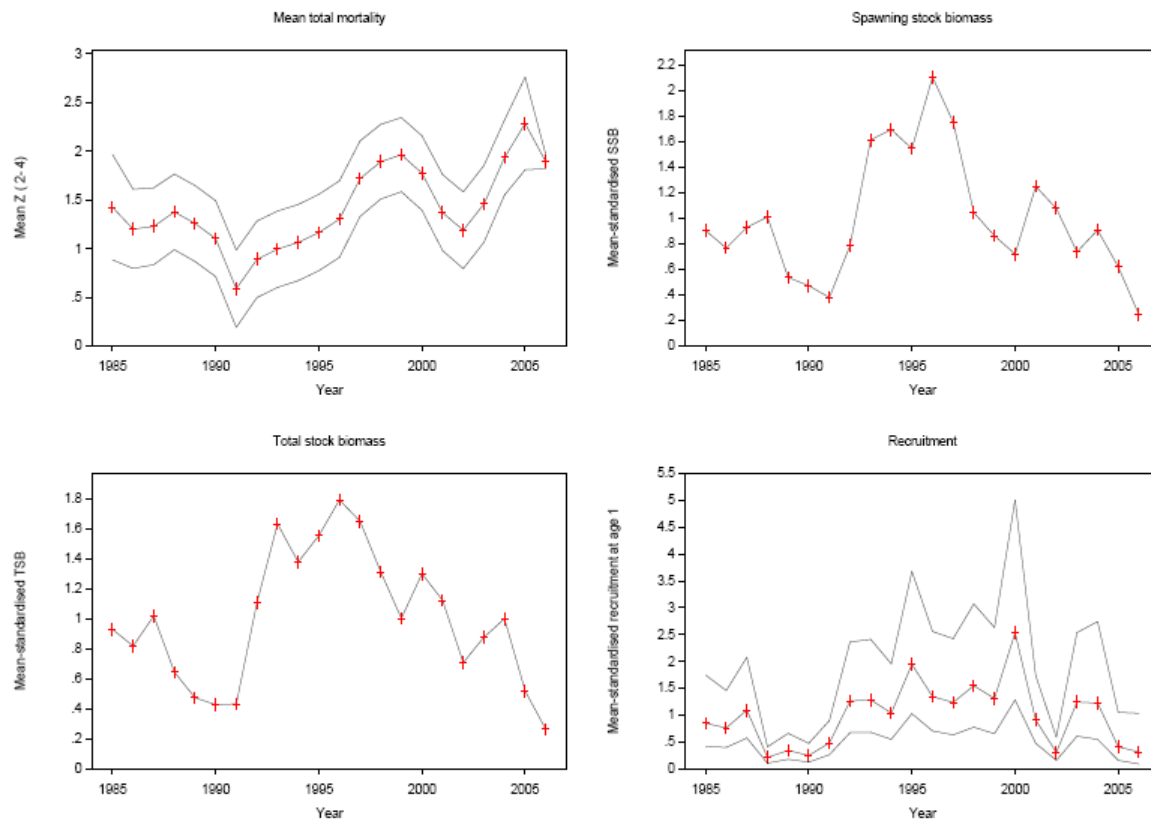 Mean total mortality
Mean Z ( 2- 4)
3
2.5
2
1.5
1
.5
0
1985 1990 1995 2000 2005
Year
Spawning stock biomass
Mean-standardised SSB
2.2
2
1.8
1.6
1.4
1.2
1
.8
.6
.4
.2
0
1985 1990 1995 2000 2005
Year
Total stock biomass
Mean-standardised TSB
1.8
1.6
1.4
1.2
1
.8
.6
.4
.2
0
1985 1990 1995 2000 2005
Year
Recruitment
Mean-standardised recruitment at age 1
5.5
5
4.5
4
3.5
3
2.5
2
1.5
1
.5
0
1985 1990 1995 2000 2005
Year